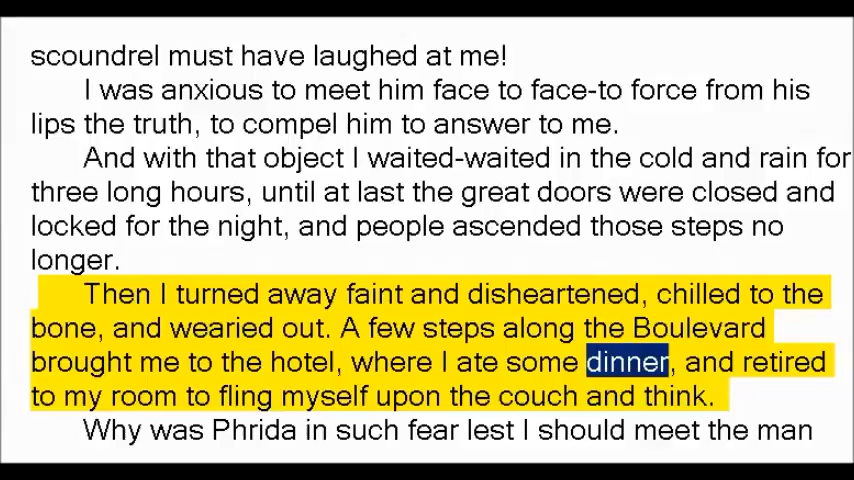 scoundrel must have laughed at me!
I was anxious to meet him face to face-to force from his
lips the truth, to compel him to answer to me.
And with that object I waited-waited in the cold and rain for
three long hours, until at last the great doors were closed and
locked for the night, and people ascended those steps no
longer.
Then I turned away faint and disheartened, chilled to the
bone, and wearied out. A few steps along the Boulevard
brought me to the hotel, where I ate some dinner, and retired
to my room to fling myself upon the couch and think.
Why was Phrida in such fear lest I should meet the man